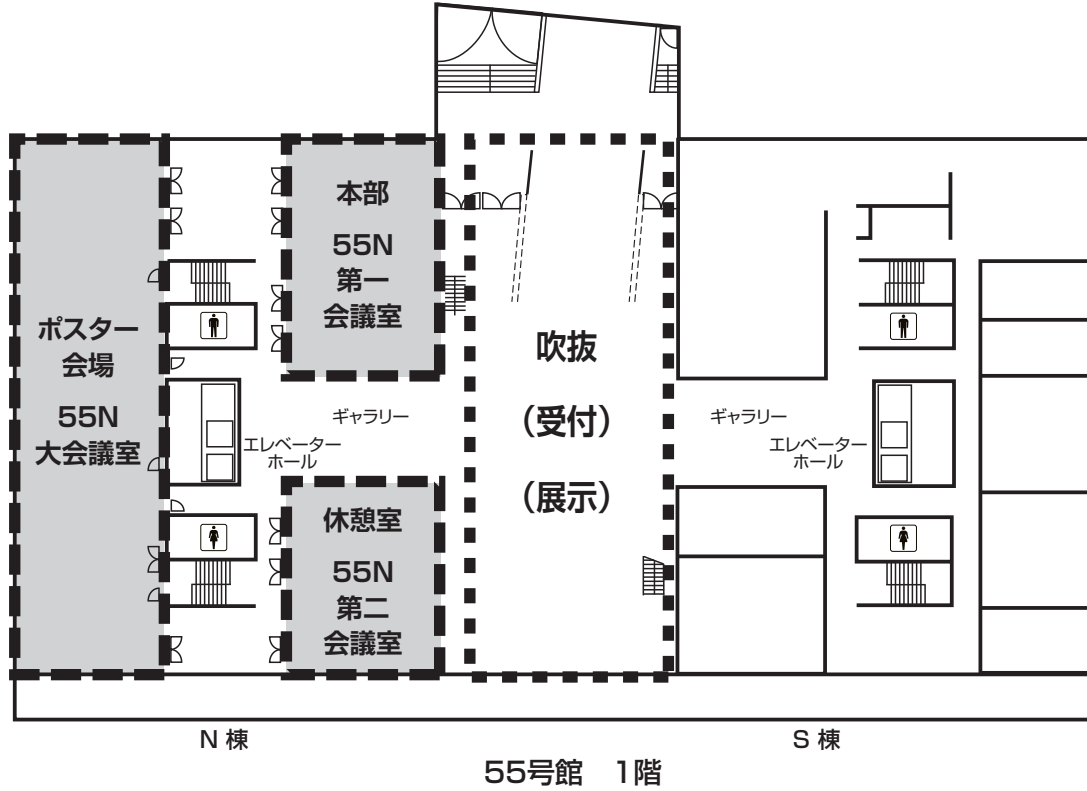 ポスター
会場
55N
大会議室
本部
55N
第一
会議室
ギャラリー
エレベーター
ホール
休憩室
55N
第二
会議室
吹抜
（受付）
（展示）
ギャラリー
エレベーター
ホール
N 棟
S 棟
55号館　1階